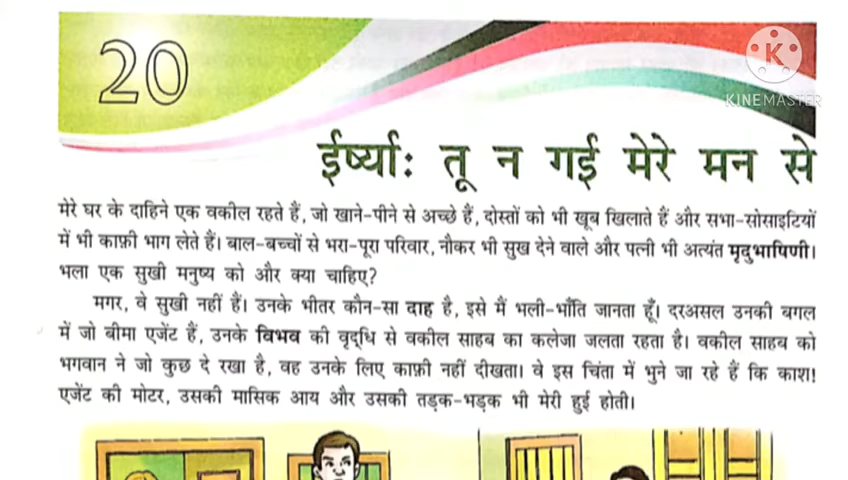 20
K
KINEMASTER
ईर्ष्याः तू न गई मेरे मन से
मेरे घर के दाहिने एक वकील रहते हैं, जो खाने-पीने से अच्छे हैं, दोस्तों को भी खूब खिलाते हैं और सभा-सोसाइटियों
में भी काफ़ी भाग लेते हैं। बाल-बच्चों से भरा-पूरा परिवार, नौकर भी सुख देने वाले और पत्नी भी अत्यंत मृदुभाषिणी।
भला एक सुखी मनुष्य को और क्या चाहिए?
मगर, वे सुखी नहीं हैं। उनके भीतर कौन-सा दाह है, इसे मैं भली-भाँति जानता हूँ। दरअसल उनकी बगल
में जो बीमा एजेंट हैं, उनके विभव की वृद्धि से वकील साहब का कलेजा जलता रहता है। वकील साहब को
भगवान ने जो कुछ दे रखा है, वह उनके लिए काफ़ी नहीं दीखता। वे इस चिंता में भुने जा रहे हैं कि काश!
एजेंट की मोटर, उसकी मासिक आय और उसकी तड़क-भड़क भी मेरी हुई होती।